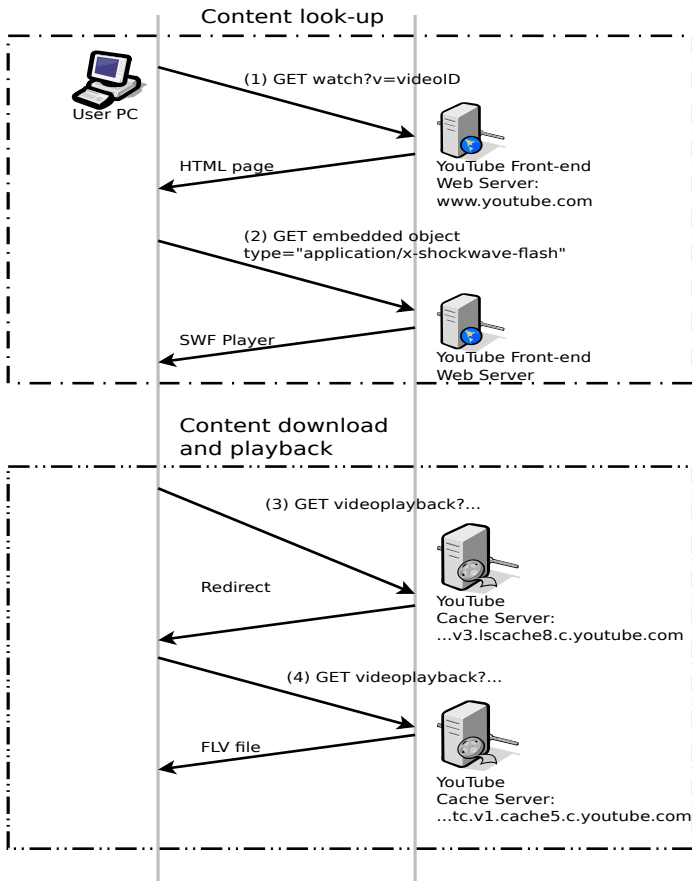 Content look-up
(1) GET watch?v=videoID
User PC
HTML page
YouTube Front-end
Web Server:
www.youtube.com
(2) GET embedded object
type="application/x-shockwave-flash"
SWF Player
YouTube Front-end
Web Server
Content download
and playback
(3) GET videoplayback?...
Redirect
YouTube
Cache Server:
...v3.lscache8.c.youtube.com
(4) GET videoplayback?...
FLV file
YouTube
Cache Server:
...tc.v1.cache5.c.youtube.com